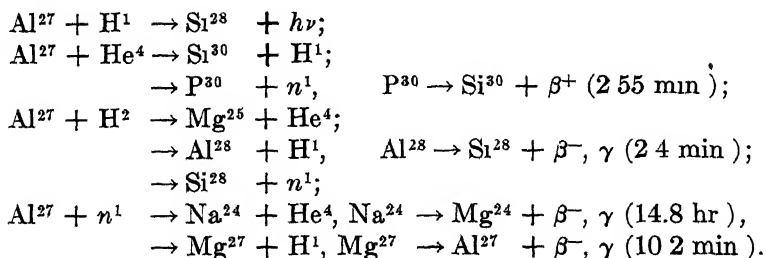 Al²⁷ + H¹ → Si²⁸ + hν;
Al²⁷ + He⁴ → Si³⁰ + H¹;
→ P³⁰ + n¹, P³⁰ → Si³⁰ + β⁺ (2 55 min);
Al²⁷ + H² → Mg²⁵ + He⁴;
→ Al²⁸ + H¹, Al²⁸ → Si²⁸ + β⁻, γ (2 4 min);
→ Si²⁸ + n¹;
Al²⁷ + n¹ → Na²⁴ + He⁴, Na²⁴ → Mg²⁴ + β⁻, γ (14.8 hr),
→ Mg²⁷ + H¹, Mg²⁷ → Al²⁷ + β⁻, γ (10 2 min).